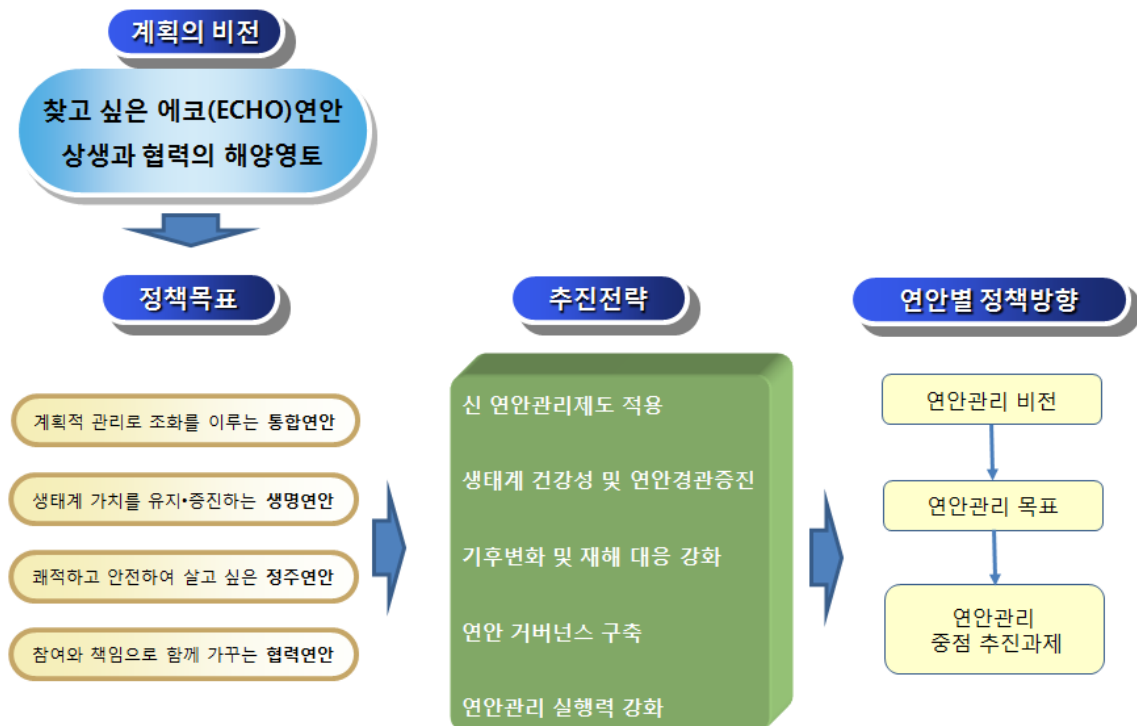 계획의 비전
찾고 싶은 에코(ECHO)연안
상생과 협력의 해양영토
정책목표
계획적 관리로 조화를 이루는 통합연안
생태계 가치를 유지•증진하는 생명연안
쾌적하고 안전하여 살고 싶은 정주연안
참여와 책임으로 함께 가꾸는 협력연안
추진전략
신 연안관리제도 적용
생태계 건강성 및 연안경관증진
기후변화 및 재해 대응 강화
연안 거버넌스 구축
연안관리 실행력 강화
연안별 정책방향
연안관리 비전
연안관리 목표
연안관리
중점 추진과제